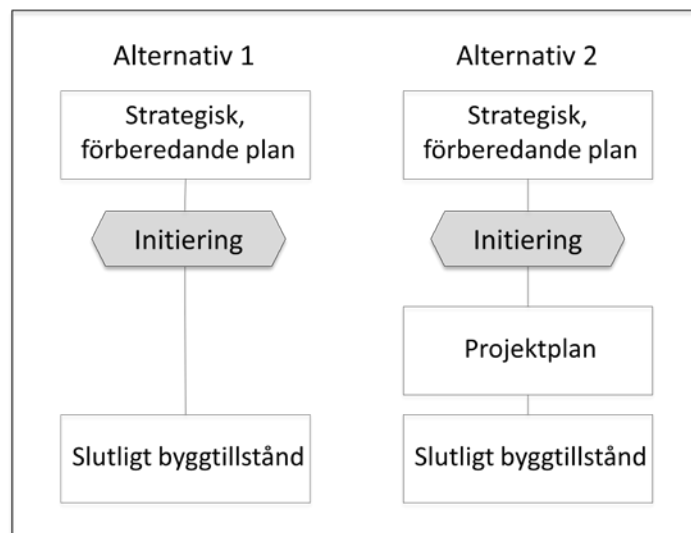 Alternativ 1
Strategisk,
förberedande plan
Initiering
Slutligt byggtillstånd
Alternativ 2
Strategisk,
förberedande plan
Initiering
Projektplan
Slutligt byggtillstånd